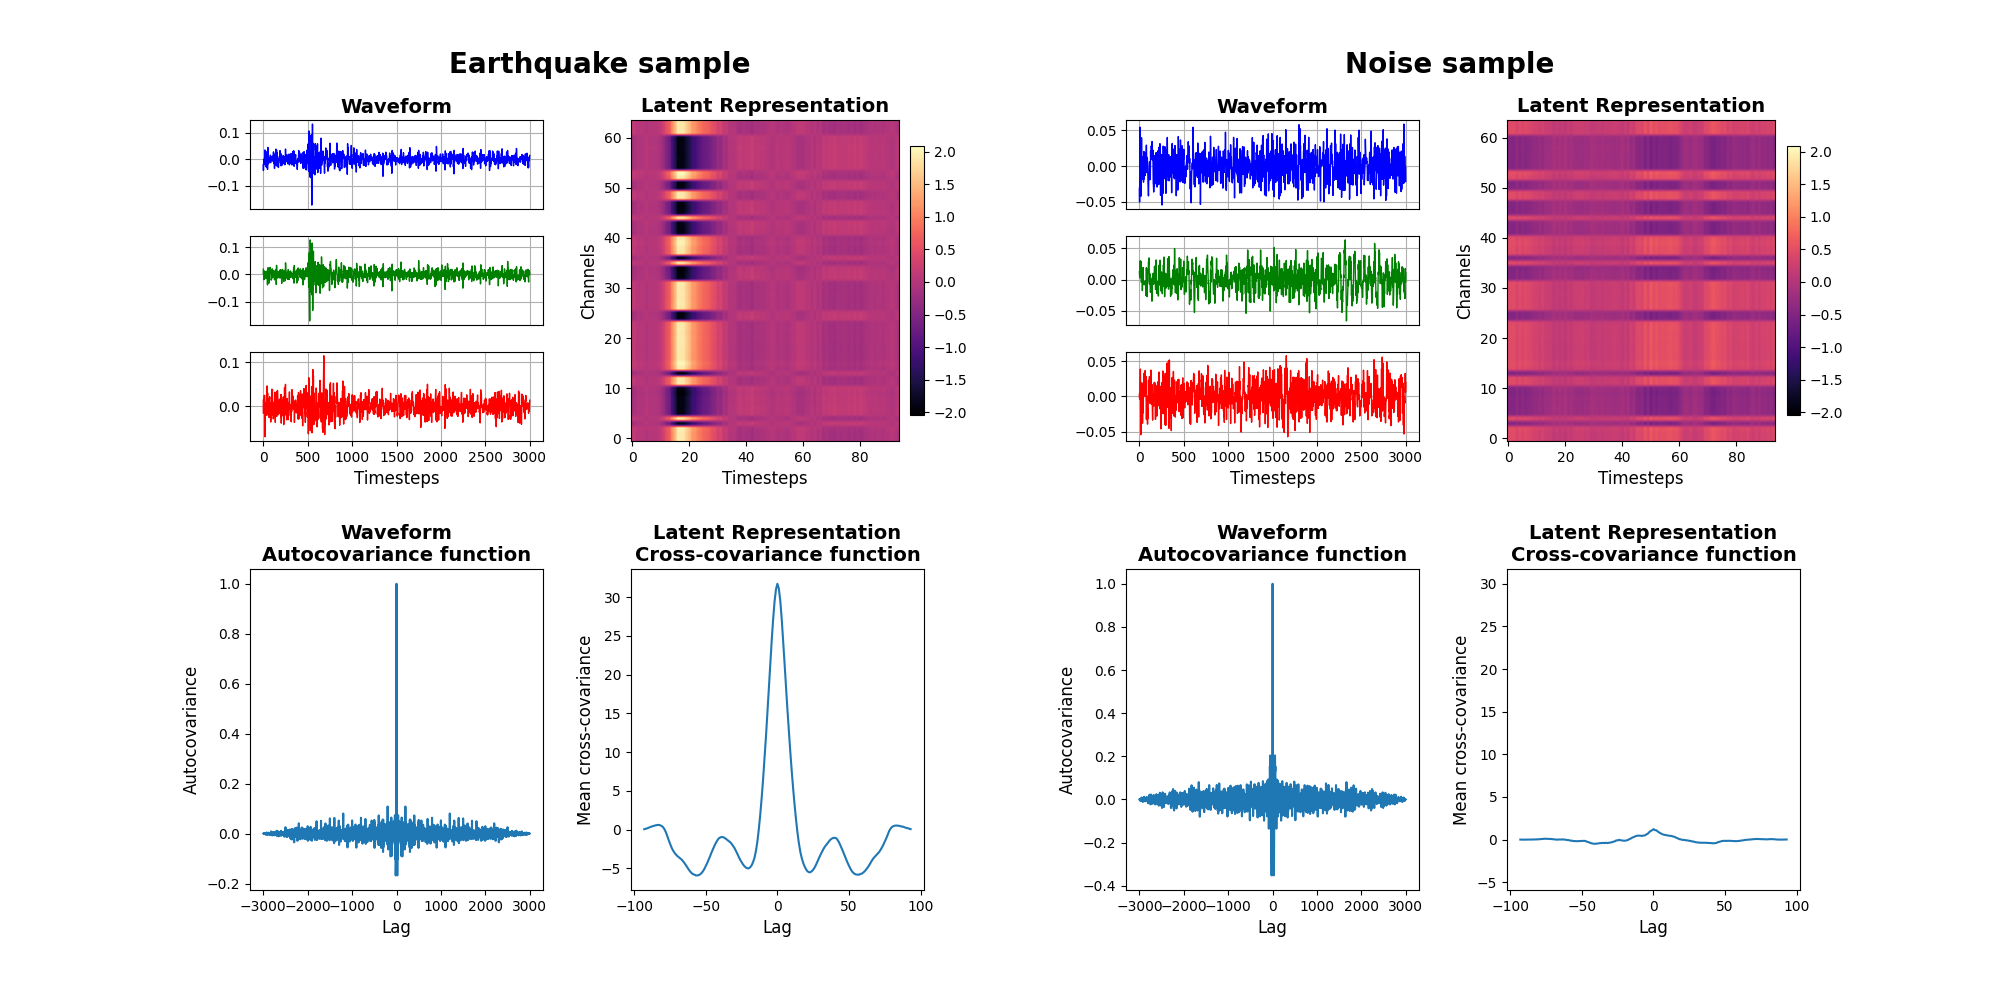 Earthquake sample
Noise sample
Waveform
Latent Representation
Waveform
Latent Representation
0.1
0.0
−0.1
0.1
0.0
−0.1
0.1
0.0
0 500 1000 1500 2000 2500 3000
Timesteps
Channels
60
50
40
30
20
10
0
0 20 40 60 80
Timesteps
2.0
1.5
1.0
0.5
0.0
−0.5
−1.0
−1.5
−2.0
0.05
0.00
−0.05
0.05
0.00
−0.05
0.05
0.00
−0.05
0 500 1000 1500 2000 2500 3000
Timesteps
Channels
60
50
40
30
20
10
0
0 20 40 60 80
Timesteps
2.0
1.5
1.0
0.5
0.0
−0.5
−1.0
−1.5
−2.0
Waveform
Autocovariance function
Autocovariance
1.0
0.8
0.6
0.4
0.2
0.0
−0.2
−3000 −2000 −1000 0 1000 2000 3000
Lag
Latent Representation
Cross-covariance function
Mean cross-covariance
30
25
20
15
10
5
0
−5
−100 −50 0 50 100
Lag
Waveform
Autocovariance function
Autocovariance
1.0
0.8
0.6
0.4
0.2
0.0
−0.2
−0.4
−3000 −2000 −1000 0 1000 2000 3000
Lag
Latent Representation
Cross-covariance function
Mean cross-covariance
30
25
20
15
10
5
0
−5
−100 −50 0 50 100
Lag